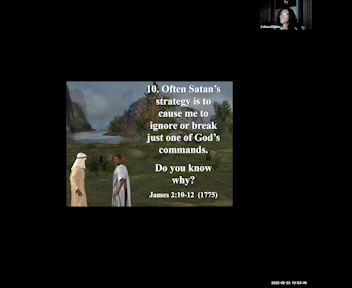 10. Often Satan's
strategy is to
cause me to
ignore or break
just one of God's
commands.
Do you know
why?
James 2:10-12 (1775)